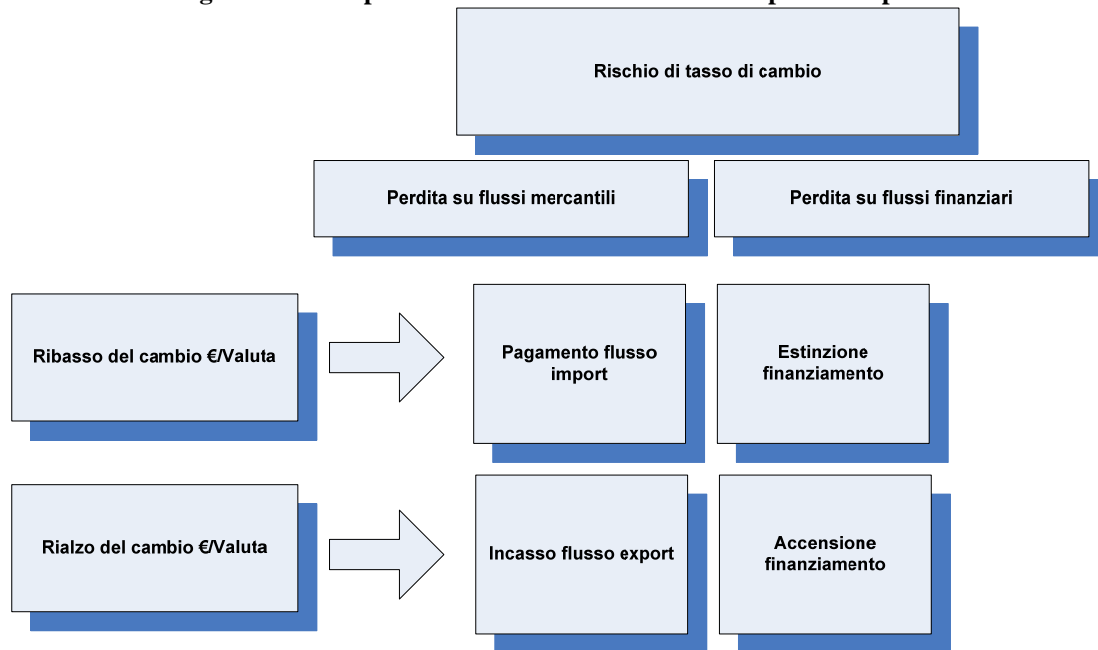 Rischio di tasso di cambio
Perdita su flussi mercantili
Perdita su flussi finanziari
Ribasso del cambio €/Valuta
Pagamento flusso
import
Estinzione
finanziamento
Rialzo del cambio €/Valuta
Incasso flusso export
Accensione
finanziamento